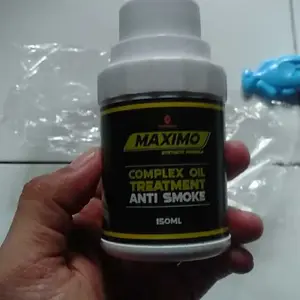 MAXIMO
COMPLEX OIL
TREATMENT
ANTI SMOKE
150ML